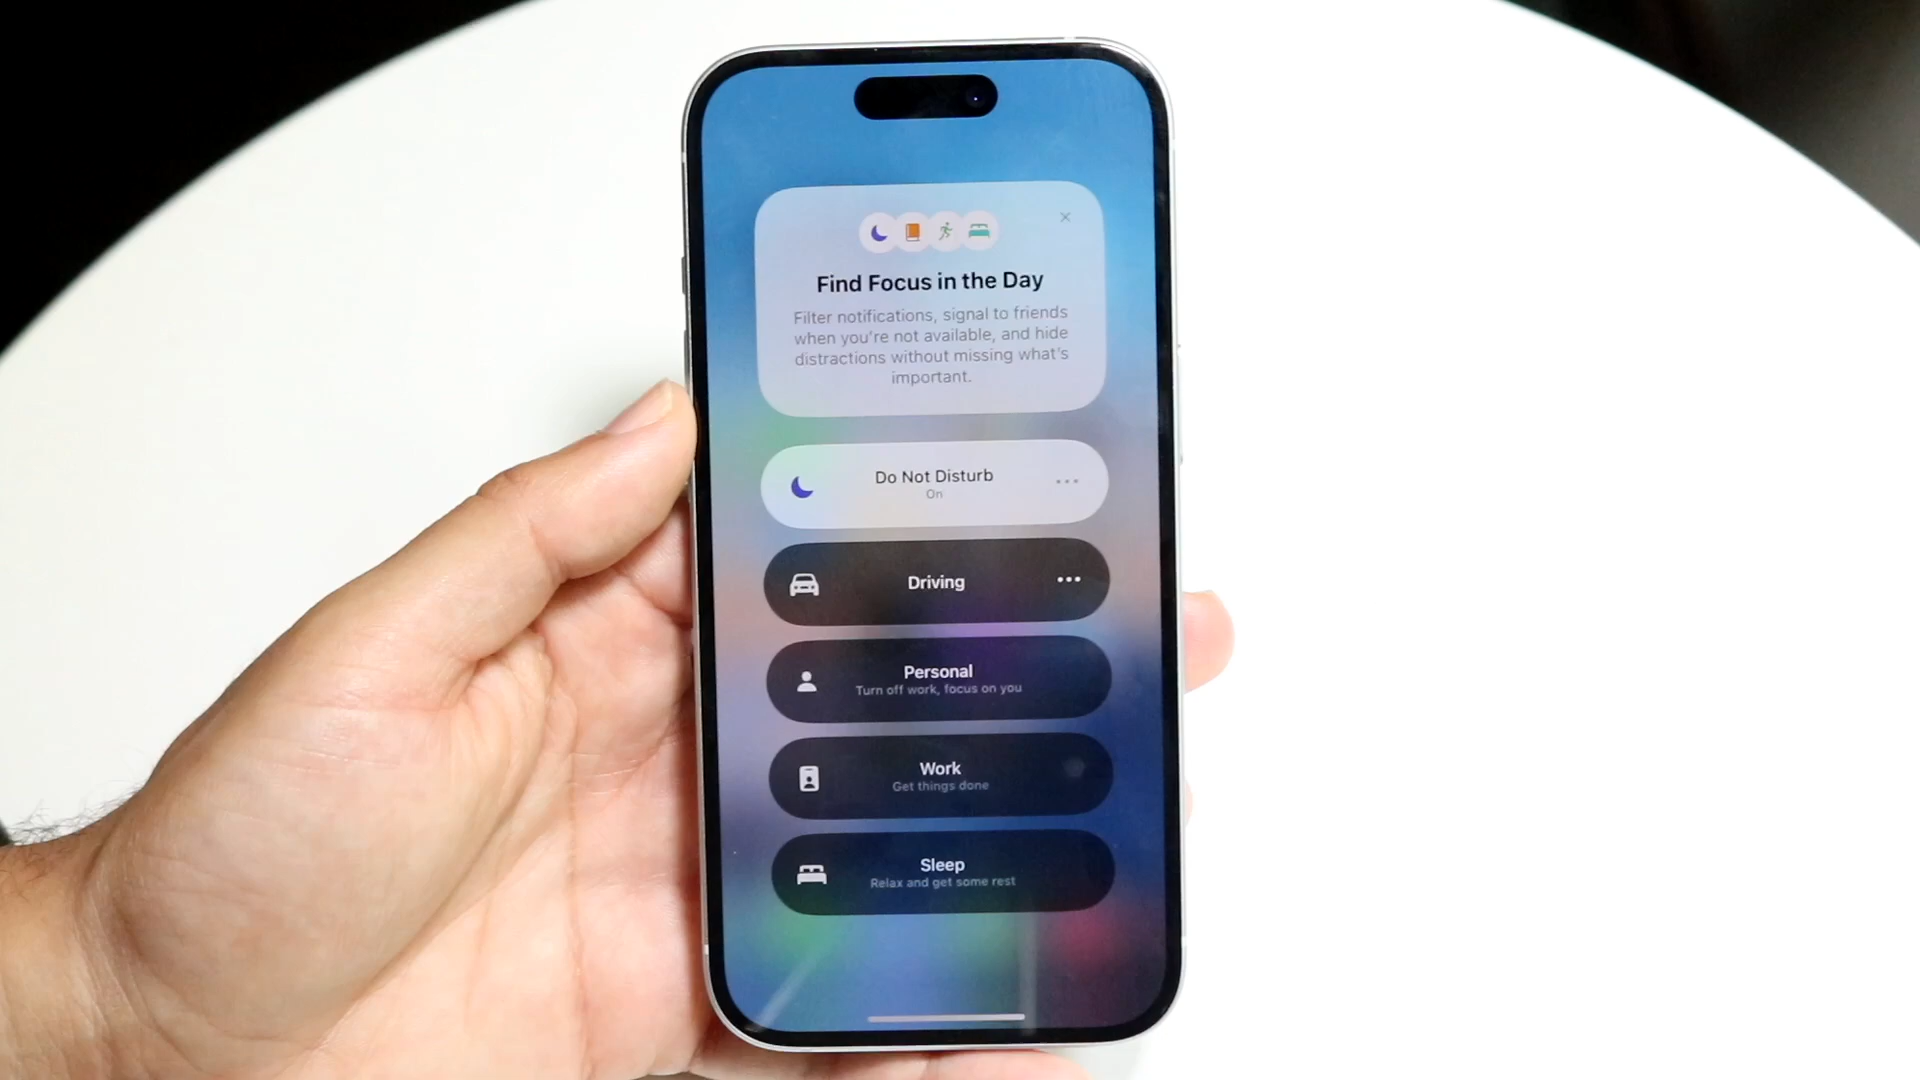 Find Focus in the Day
Filter notifications, signal to friends
when you're not available, and hide
distractions without missing what's
important.
Do Not Disturb
On
Driving
Personal
Turn off work, focus on you
Work
Get things done
Sleep
Relax and get some rest